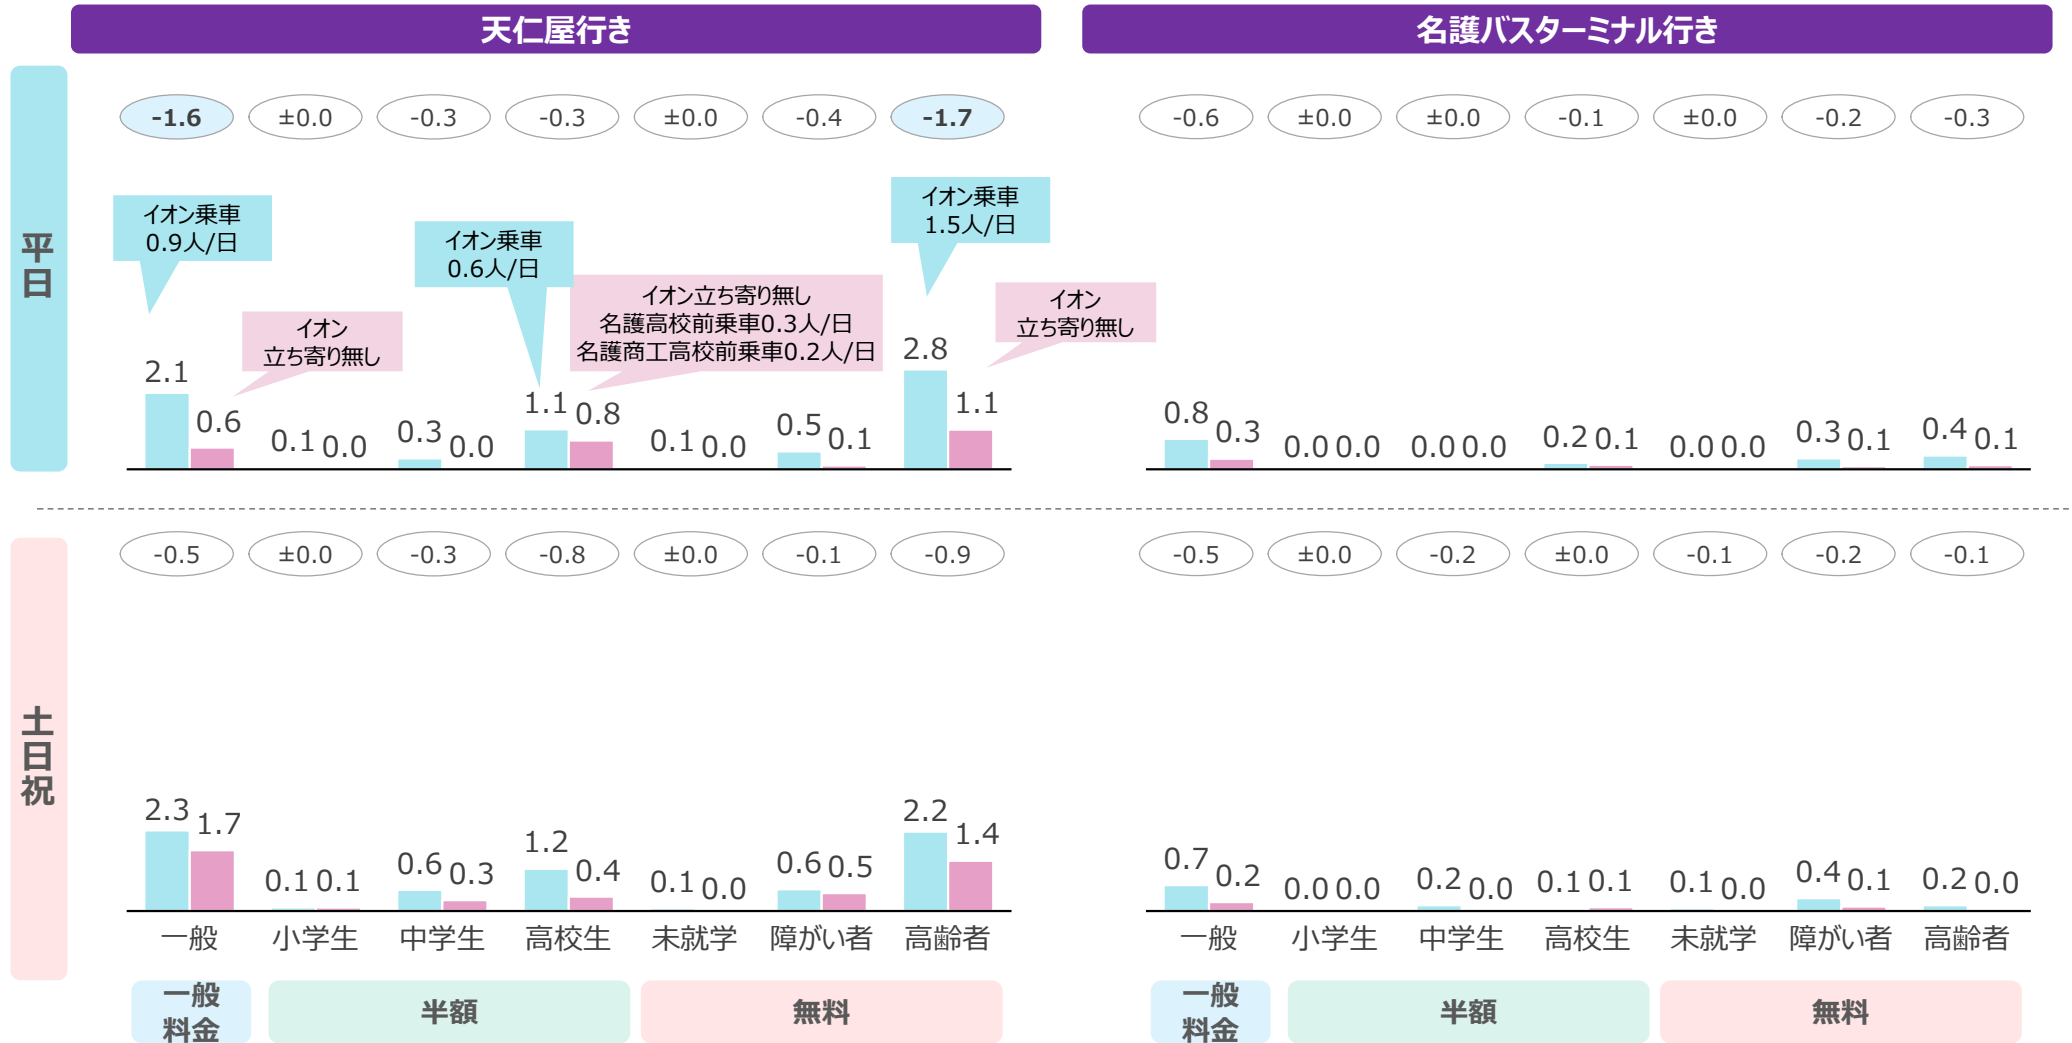 天仁屋行き
名護バスターミナル行き
平日
-1.6
±0.0
-0.3
-0.3
±0.0
-0.4
-1.7
-0.6
±0.0
±0.0
-0.1
±0.0
-0.2
-0.3
イオン乗車
0.9人/日
イオン
立ち寄り無し
イオン乗車
0.6人/日
イオン立ち寄り無し
名護高校前乗車0.3人/日
名護商工高校前乗車0.2人/日
イオン乗車
1.5人/日
イオン
立ち寄り無し
2.1
0.6
0.1
0.0
0.3
0.0
1.1
0.8
0.1
0.0
0.5
0.1
2.8
1.1
0.8
0.3
0.0
0.0
0.0
0.0
0.2
0.1
0.0
0.0
0.3
0.1
0.4
0.1
土日祝
-0.5
±0.0
-0.3
-0.8
±0.0
-0.1
-0.9
-0.5
±0.0
-0.2
±0.0
-0.1
-0.2
-0.1
2.3
1.7
0.1
0.1
0.6
0.3
1.2
0.4
0.1
0.0
0.6
0.5
2.2
1.4
0.7
0.2
0.0
0.0
0.2
0.0
0.1
0.1
0.1
0.0
0.4
0.1
0.2
0.0
一般
小学生
中学生
高校生
未就学
障がい者
高齢者
一般
小学生
中学生
高校生
未就学
障がい者
高齢者
一般
料金
半額
無料
一般
料金
半額
無料